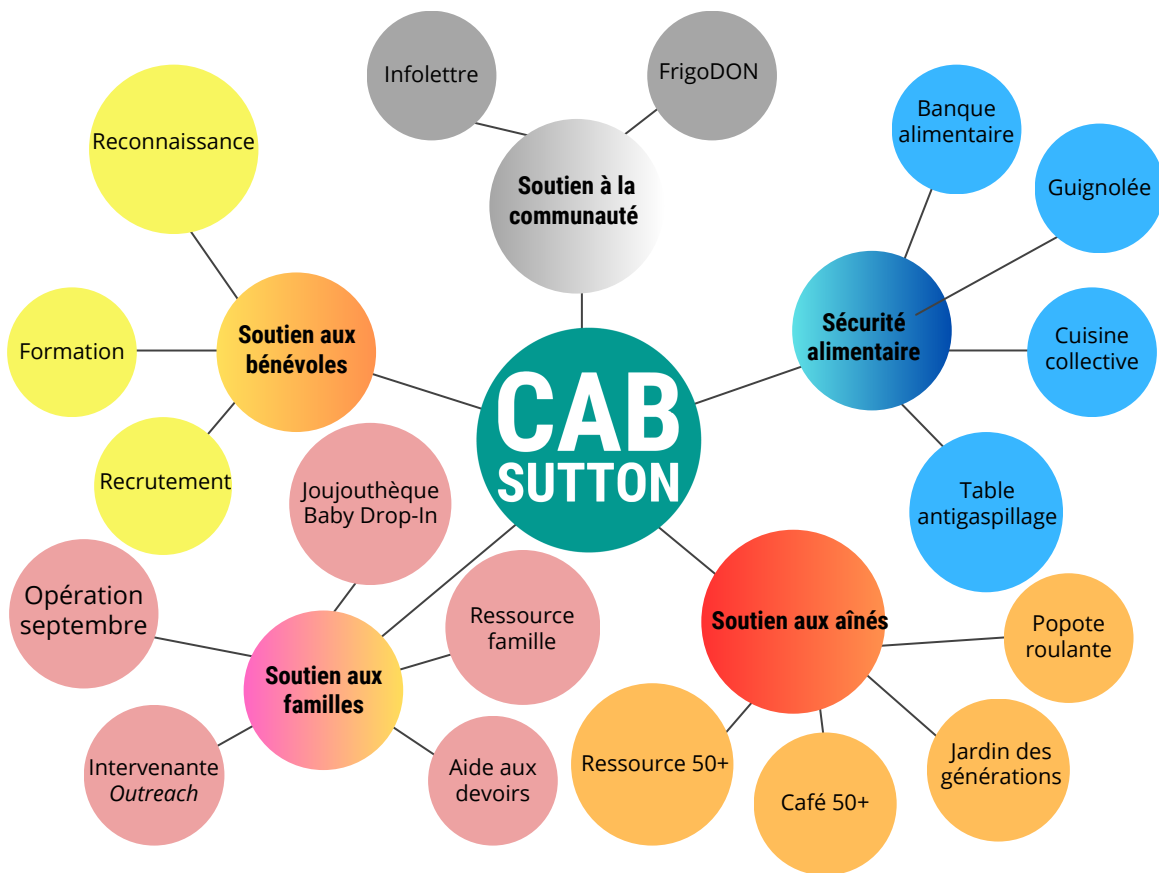 Infolettre
FrigoDON
Soutien à la
communauté
Banque
alimentaire
Guignolée
Sécurité
alimentaire
Cuisine
collective
Table
antigaspillage
Reconnaissance
Formation
Soutien aux
bénévoles
Recrutement
CAB
SUTTON
Joujouthèque
Baby Drop-In
Opération
septembre
Ressource
famille
Soutien aux
familles
Intervenante
Outreach
Aide aux
devoirs
Soutien aux aînés
Popote
roulante
Ressource 50+
Café 50+
Jardin des
générations